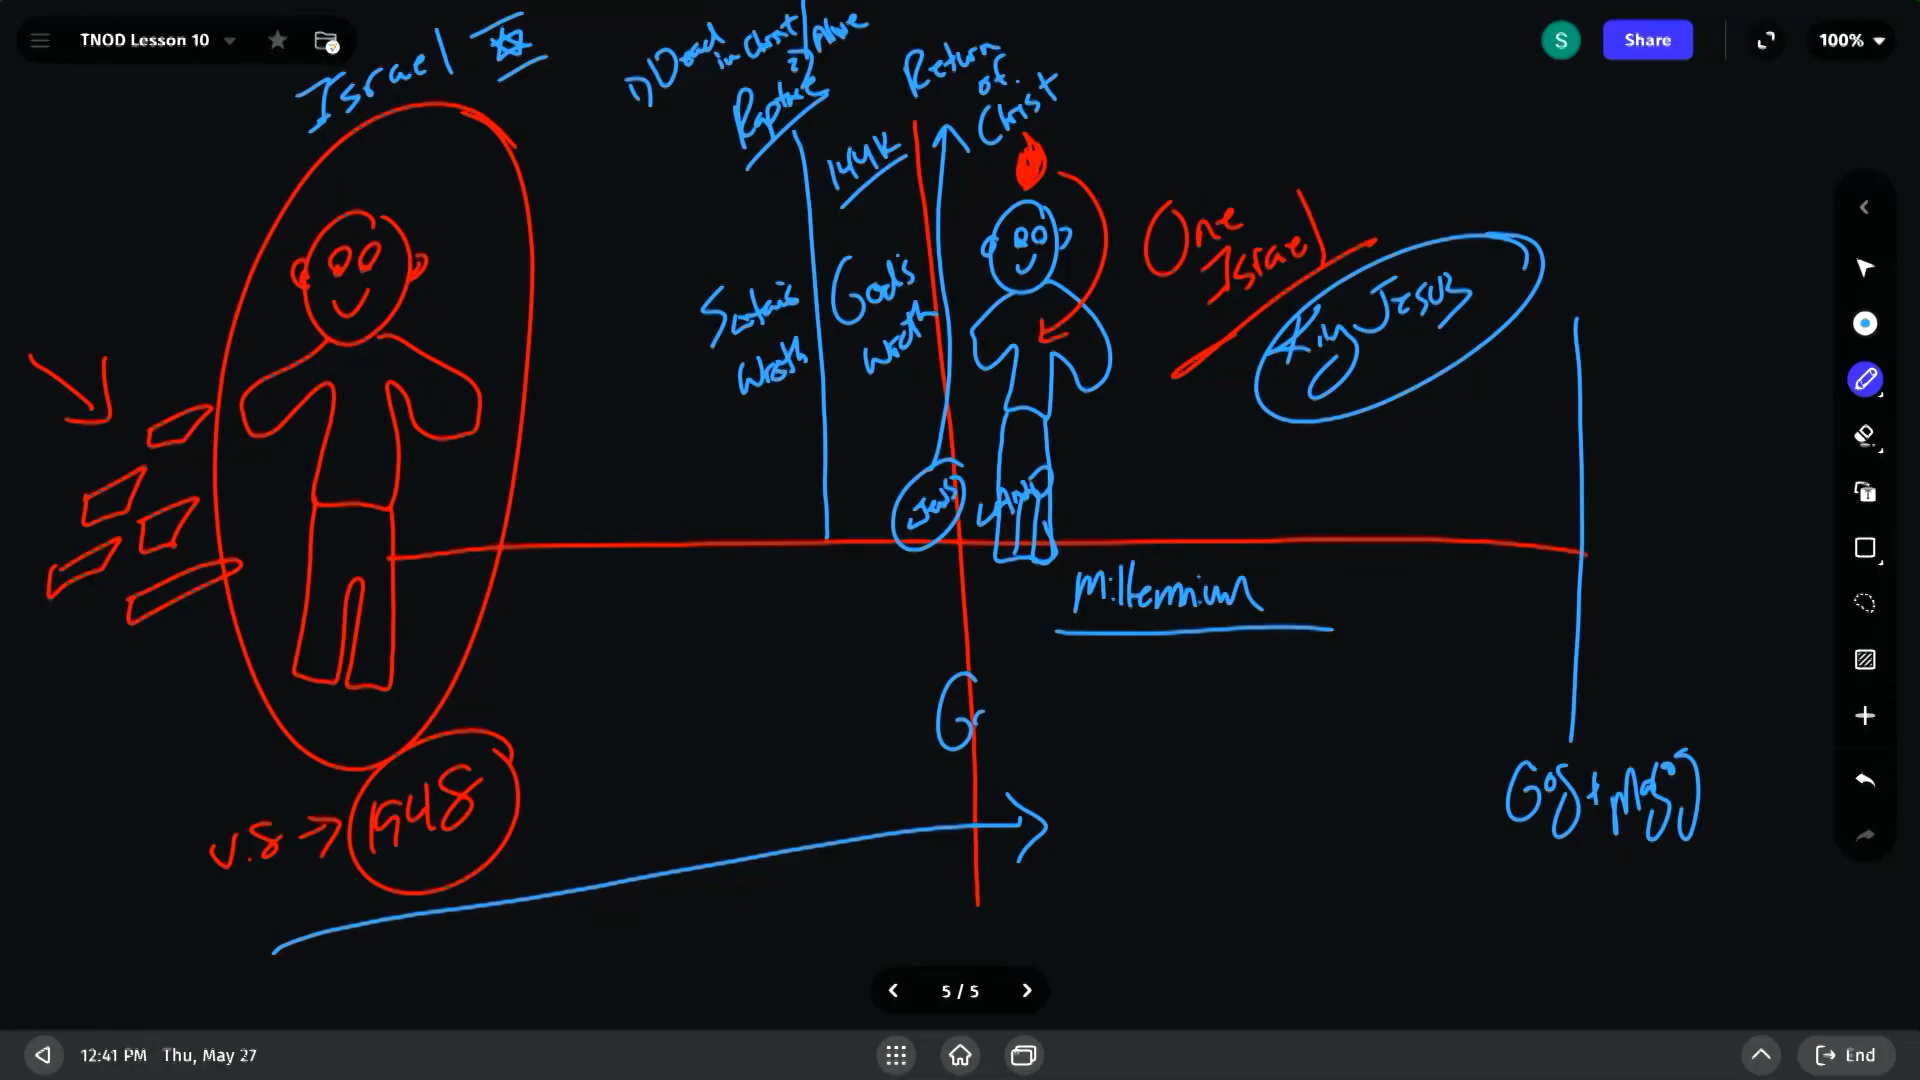 TNOD Lesson 10
S
Share
100%
Israel
1) Dead
in Christ
2) Alive
Rapture
Return
of
Christ
144K
One
Israel
King Jesus
Satan's
Wrath
God's
Wrath
Jews
Millennium
Gr
v.8 → 1948
Gog + Magog
5 / 5
12:41 PM Thu, May 27
End